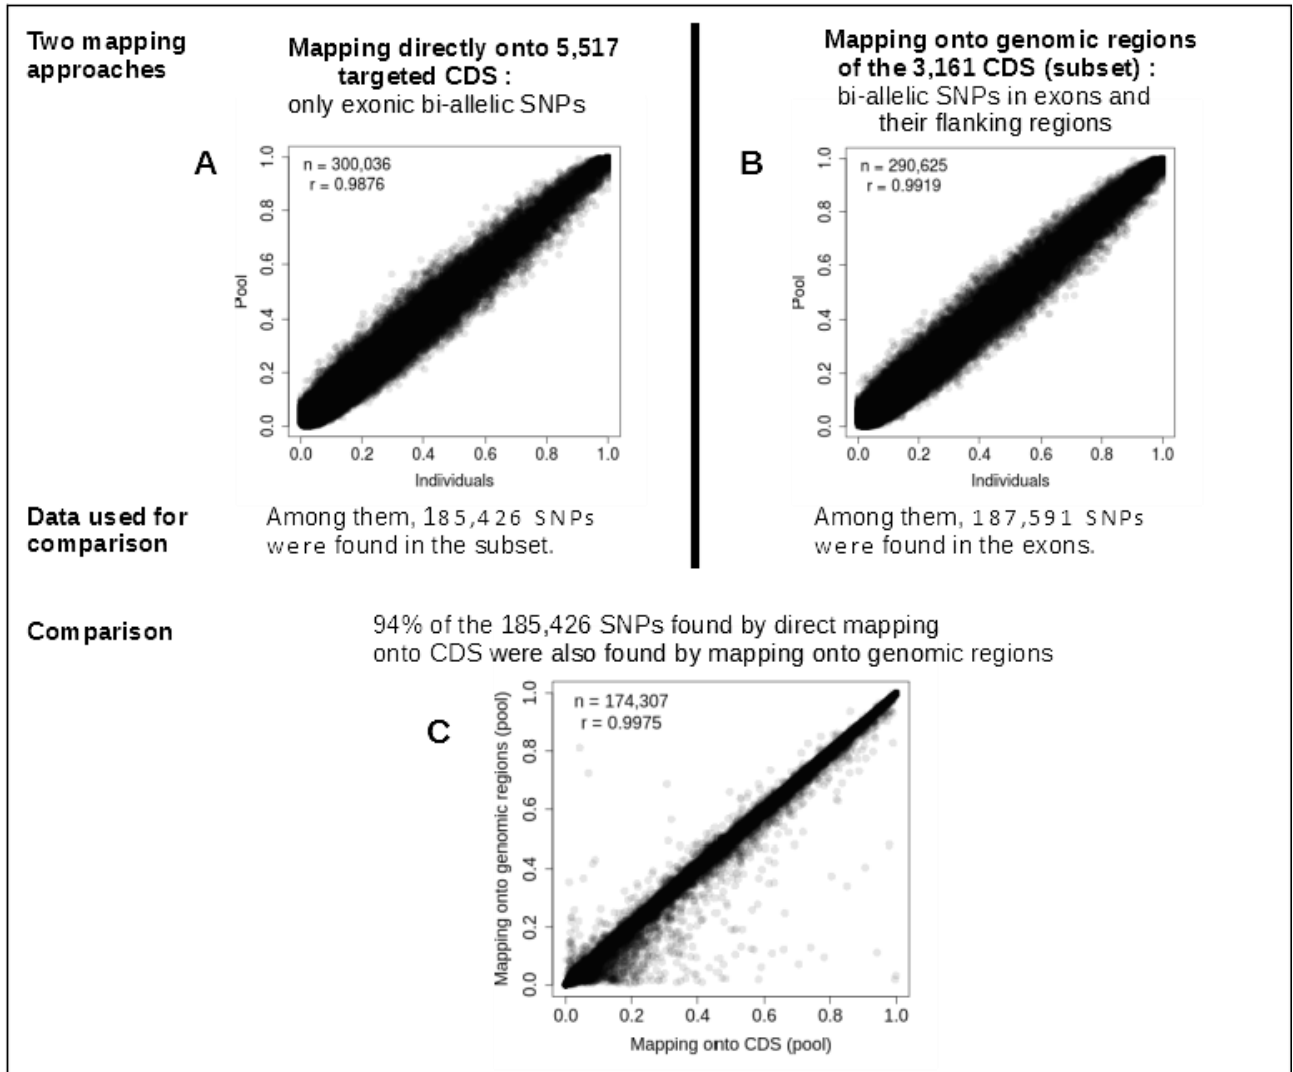 Two mapping
approaches
Mapping directly onto 5,517
targeted CDS :
only exonic bi-allelic SNPs
Mapping onto genomic regions
of the 3,161 CDS (subset) :
bi-allelic SNPs in exons and
their flanking regions
A
n = 300,036
r = 0.9876
Pool
1.0
0.8
0.6
0.4
0.2
0.0
0.0 0.2 0.4 0.6 0.8 1.0
Individuals
B
n = 290,625
r = 0.9919
Pool
1.0
0.8
0.6
0.4
0.2
0.0
0.0 0.2 0.4 0.6 0.8 1.0
Individuals
Data used for
comparison
Among them, 185,426 SNPs
were found in the subset.
Among them, 187,591 SNPs
were found in the exons.
Comparison
94% of the 185,426 SNPs found by direct mapping
onto CDS were also found by mapping onto genomic regions
C
n = 174,307
r = 0.9975
Mapping onto genomic regions (pool)
1.0
0.8
0.6
0.4
0.2
0.0
0.0 0.2 0.4 0.6 0.8 1.0
Mapping onto CDS (pool)